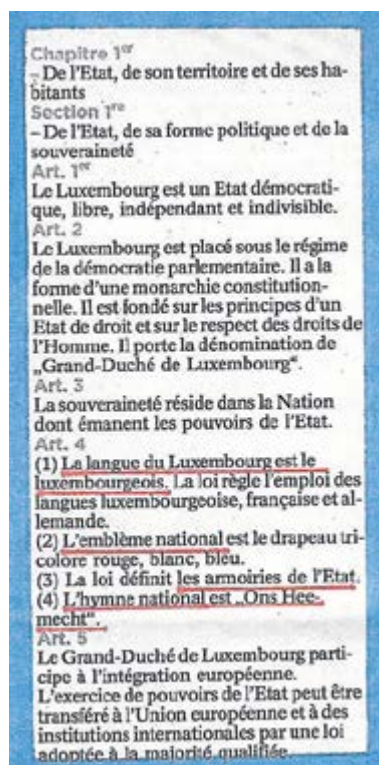 Chapitre 1er
– De l'Etat, de son territoire et de ses ha-
bitants
Section 1re
– De l'Etat, de sa forme politique et de la
souveraineté
Art. 1er
Le Luxembourg est un Etat démocrati-
que, libre, indépendant et indivisible.
Art. 2
Le Luxembourg est placé sous le régime
de la démocratie parlementaire. Il a la
forme d'une monarchie constitution-
nelle. Il est fondé sur les principes d'un
Etat de droit et sur le respect des droits de
l'Homme. Il porte la dénomination de
„Grand-Duché de Luxembourg“.
Art. 3
La souveraineté réside dans la Nation
dont émanent les pouvoirs de l'Etat.
Art. 4
(1) La langue du Luxembourg est le
luxembourgeois. La loi règle l'emploi des
langues luxembourgeoise, française et al-
lemande.
(2) L'emblème national est le drapeau tri-
colore rouge, blanc, bleu.
(3) La loi définit les armoiries de l'Etat.
(4) L'hymne national est „Ons Hee-
mecht“.
Art. 5
Le Grand-Duché de Luxembourg parti-
cipe à l'intégration européenne.
L'exercice de pouvoirs de l'Etat peut être
transféré à l'Union européenne et à des
institutions internationales par une loi
adoptée à la majorité qualifiée.